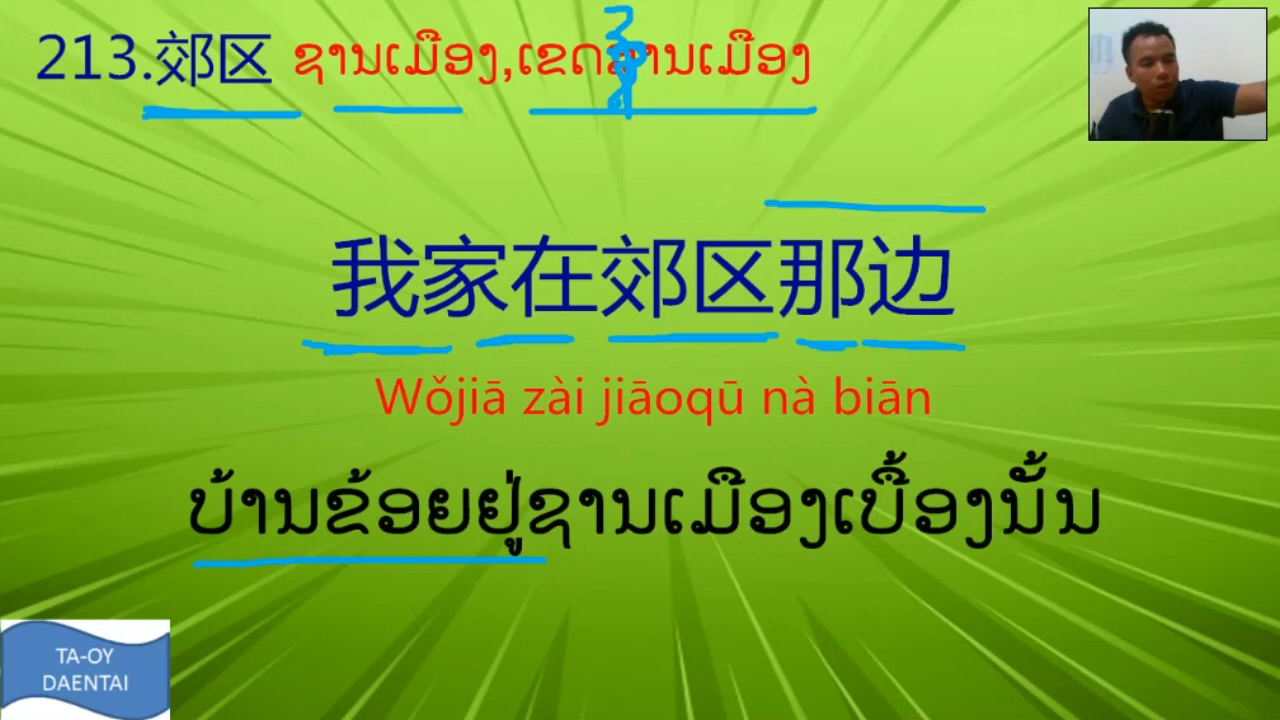 213.郊区 ຊານເມືອງ,ເຂດຊານເມືອງ
我家在郊区那边
Wǒjiā zài jiāoqū nà biān
ບ້ານຂ້ອຍຢູ່ຊານເມືອງເບື້ອງນັ້ນ
TA-OY
DAENTAI